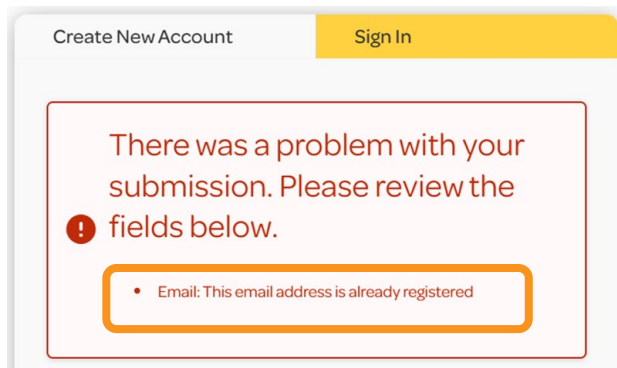 Create New Account
Sign In
There was a problem with your
submission. Please review the
fields below.
• Email: This email address is already registered